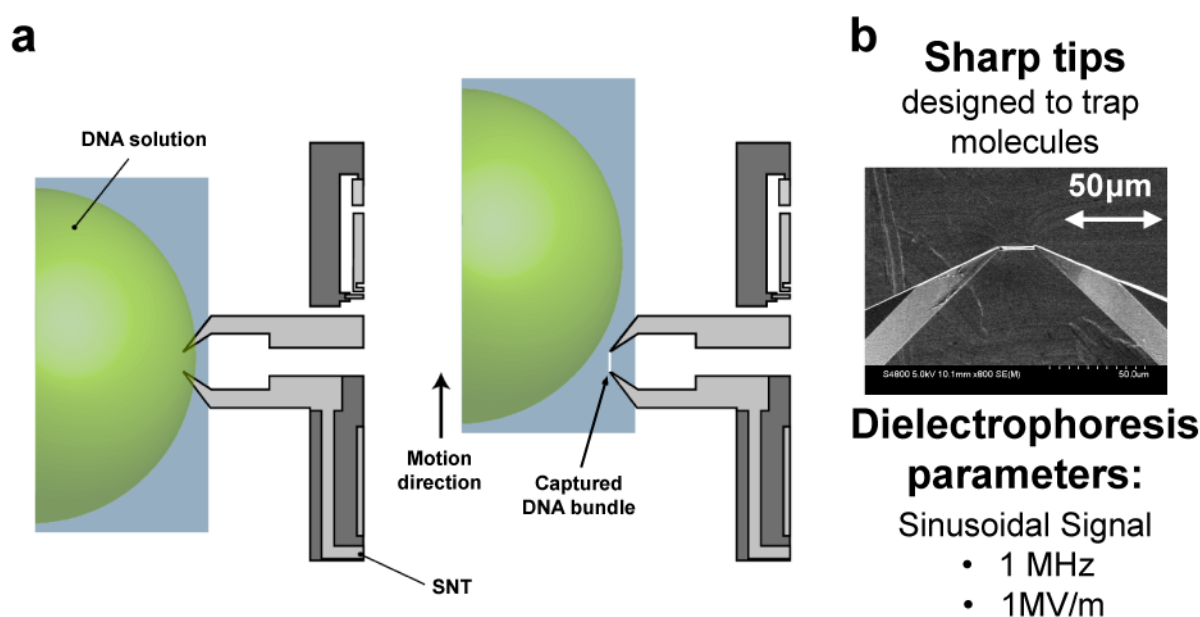 a
DNA solution
Motion
direction
Captured
DNA bundle
SNT
b
Sharp tips
designed to trap
molecules
50µm
S4800 5.0kV 10.1mm x800 SE(M)
50.0um
Dielectrophoresis
parameters:
Sinusoidal Signal
• 1 MHz
• 1MV/m